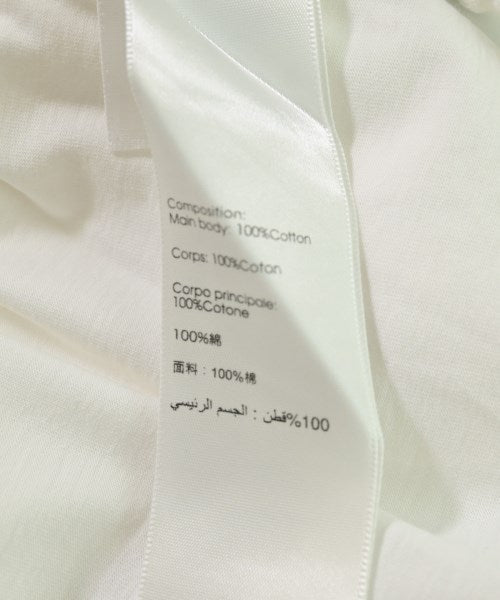 Composition:
Main body: 100%Cotton
Corps: 100%Coton
Corpo principale:
100%Cotone
100%綿
面料：100%棉
100%قطن : الجسم الرئيسي